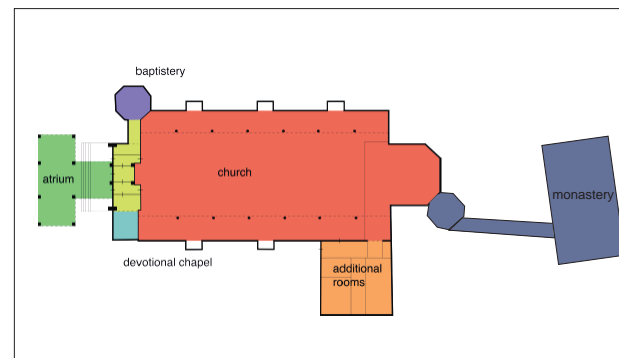 baptistery
atrium
church
monastery
devotional chapel
additional
rooms